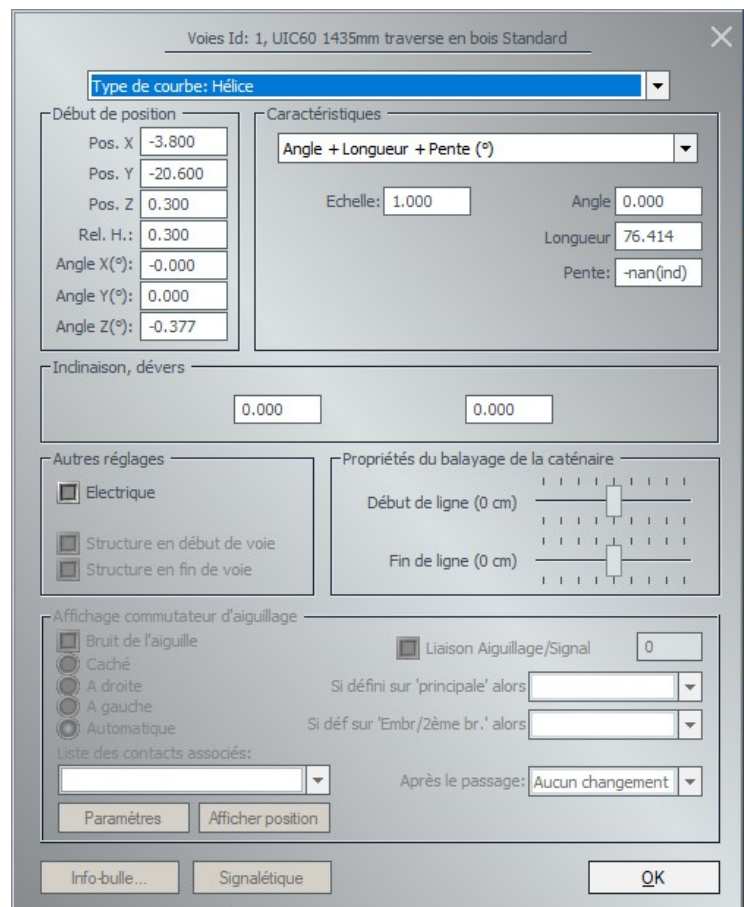 Voies Id: 1, UIC60 1435mm traverse en bois Standard
Type de courbe: Hélice
Début de position
Pos. X -3.800
Pos. Y -20.600
Pos. Z 0.300
Rel. H.: 0.300
Angle X(°): -0.000
Angle Y(°): 0.000
Angle Z(°): -0.377
Caractéristiques
Angle + Longueur + Pente (°)
Echelle: 1.000
Angle 0.000
Longueur 76.414
Pente: -nan(ind)
Inclinaison, dévers
0.000 0.000
Autres réglages
Electrique
Structure en début de voie
Structure en fin de voie
Propriétés du balayage de la caténaire
Début de ligne (0 cm)
Fin de ligne (0 cm)
Affichage commutateur d'aiguillage
Bruit de l'aiguille
Caché
A droite
A gauche
Automatique
Liste des contacts associés:
Paramètres Afficher position
Liaison Aiguillage/Signal 0
Si défini sur 'principale' alors
Si déf sur 'Embr/2ème br.' alors
Après le passage: Aucun changement
Info-bulle... Signalétique OK